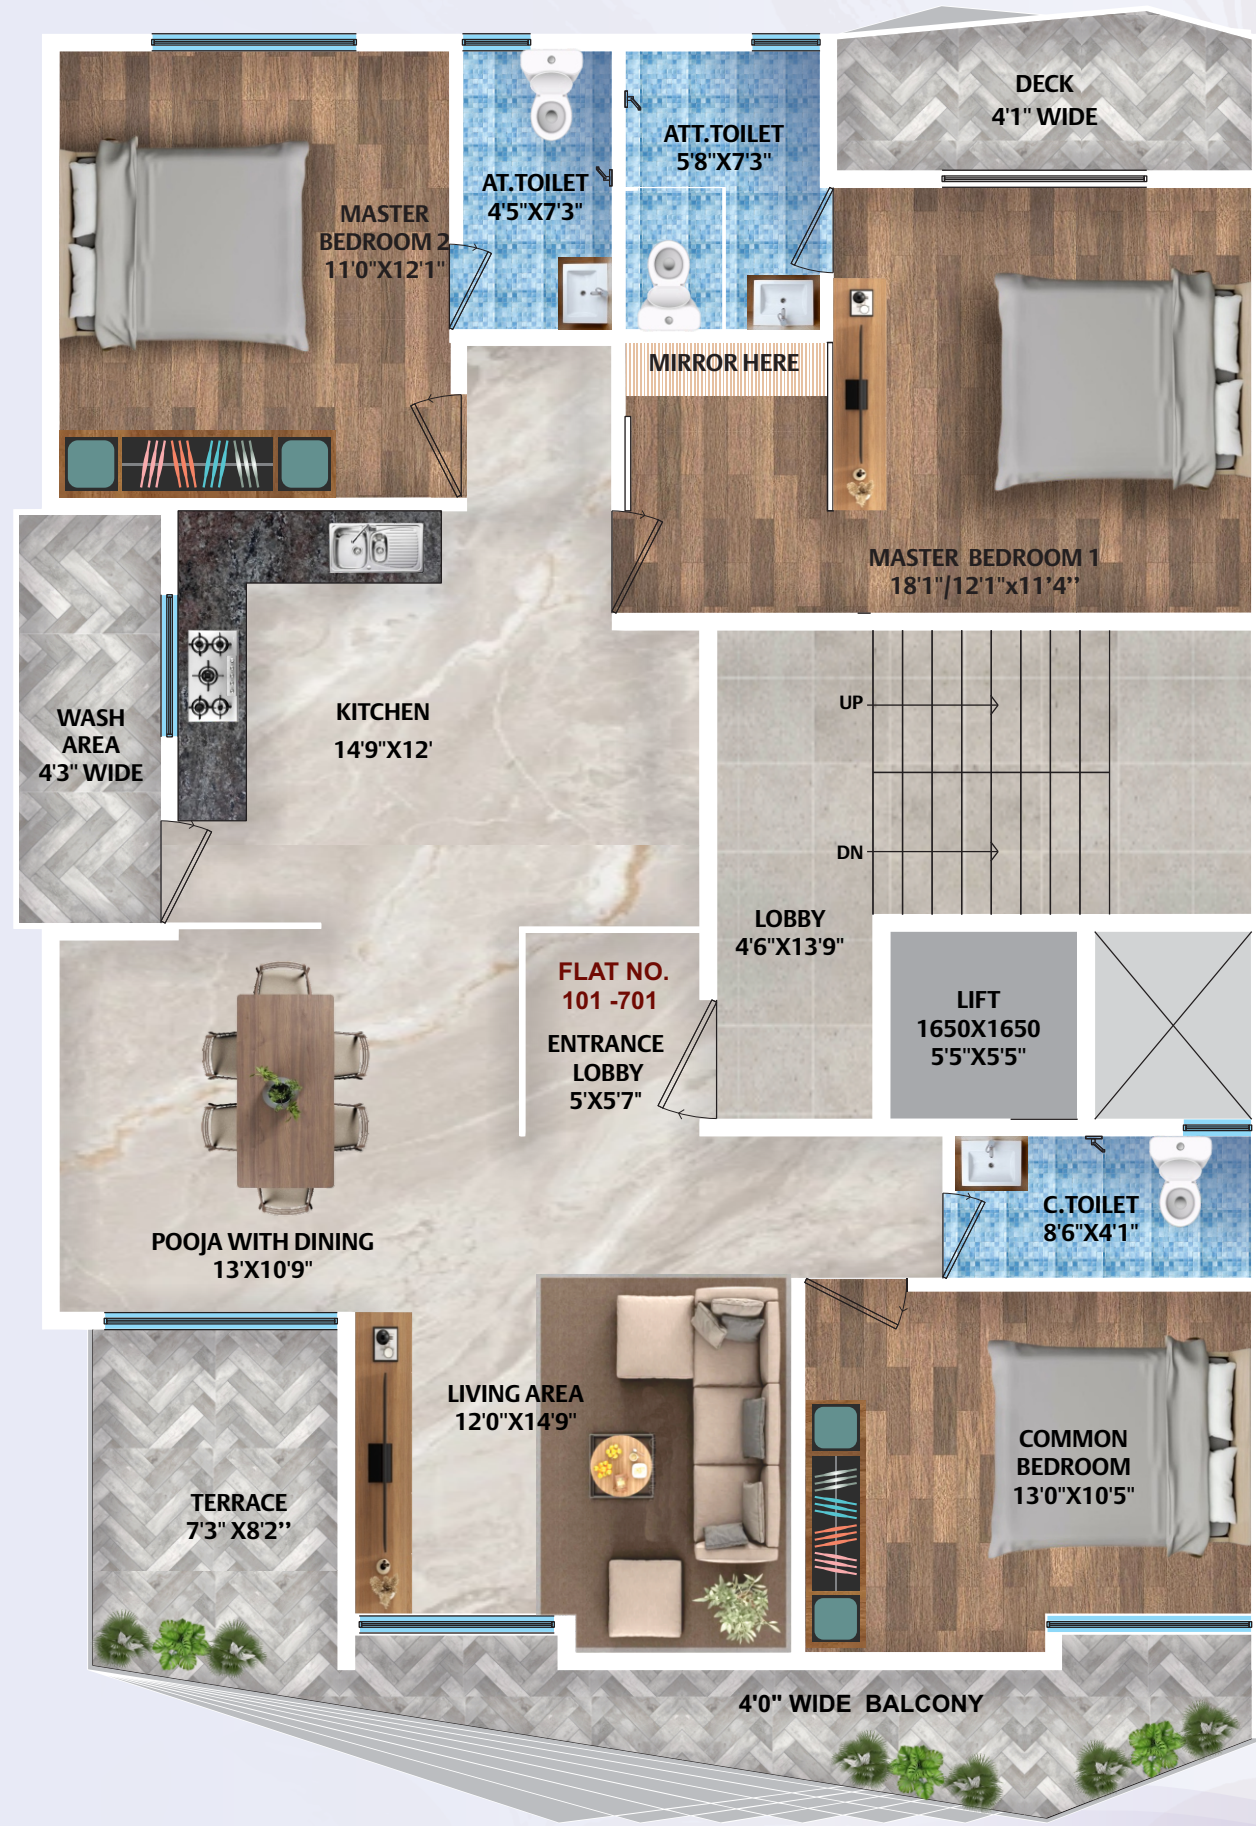 DECK
4'1" WIDE
ATT.TOILET
5'8"X7'3"
AT.TOILET
4'5"X7'3"
MASTER
BEDROOM 2
11'0"X12'1"
MIRROR HERE
MASTER BEDROOM 1
18'1"/12'1"x11’4’’
WASH
AREA
4'3" WIDE
KITCHEN
14'9"X12'
UP
DN
LOBBY
4'6"X13'9"
FLAT NO.
101 -701
ENTRANCE
LOBBY
5'X5'7"
LIFT
1650X1650
5'5"X5'5"
C.TOILET
8'6"X4'1"
POOJA WITH DINING
13'X10'9"
LIVING AREA
12'0"X14'9"
COMMON
BEDROOM
13'0"X10'5"
TERRACE
7'3" X8'2’’
4'0" WIDE BALCONY